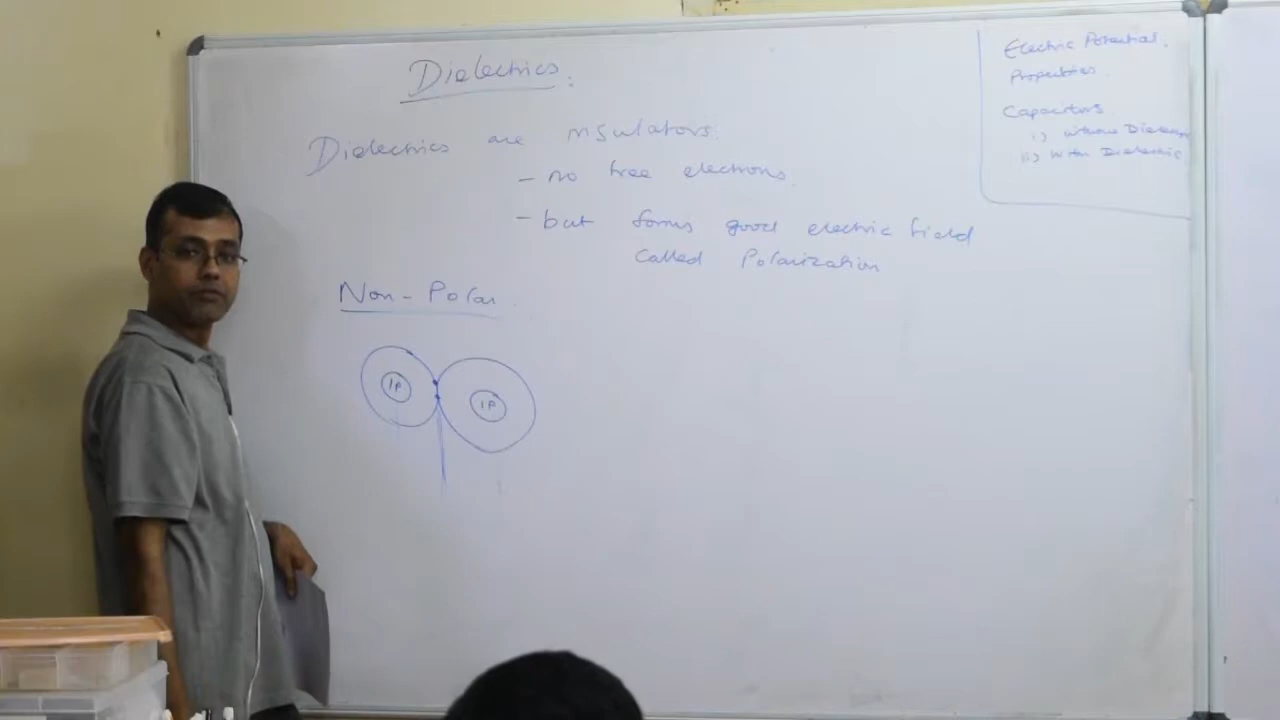 Dielectrics.
Dielectrics are insulators.
- no free electrons.
- but forms good electric field
called Polarization
Non-Polar.
1P
1P
Electric Potential.
Properties.
Capacitors
i) without Dielectric
ii) With Dielectric